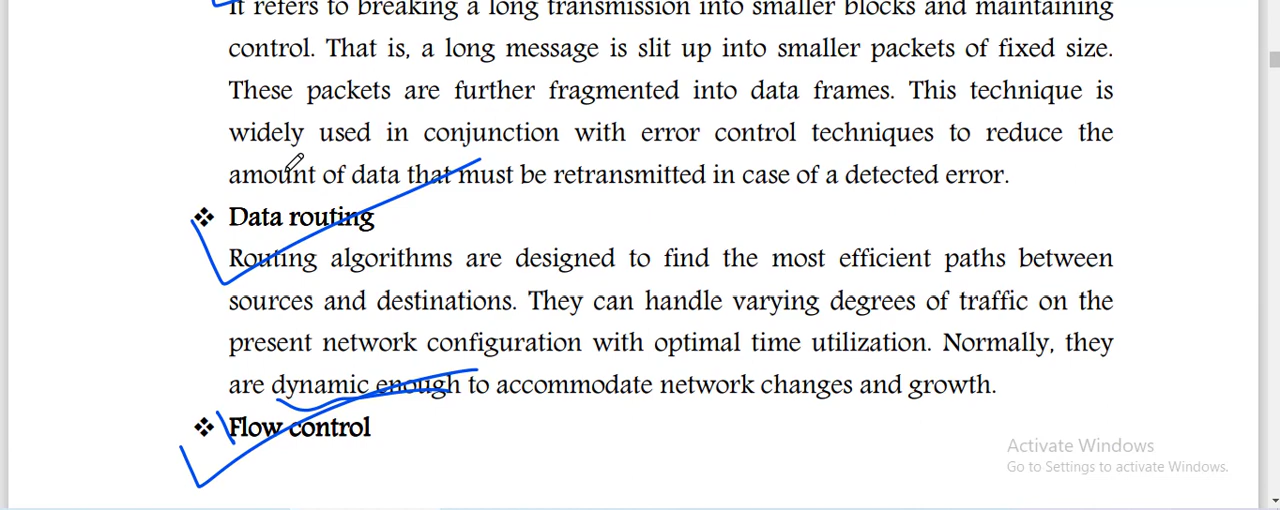 It refers to breaking a long transmission into smaller blocks and maintaining
control. That is, a long message is slit up into smaller packets of fixed size.
These packets are further fragmented into data frames. This technique is
widely used in conjunction with error control techniques to reduce the
amount of data that must be retransmitted in case of a detected error.
❖ Data routing
Routing algorithms are designed to find the most efficient paths between
sources and destinations. They can handle varying degrees of traffic on the
present network configuration with optimal time utilization. Normally, they
are dynamic enough to accommodate network changes and growth.
❖ Flow control
Activate Windows
Go to Settings to activate Windows.